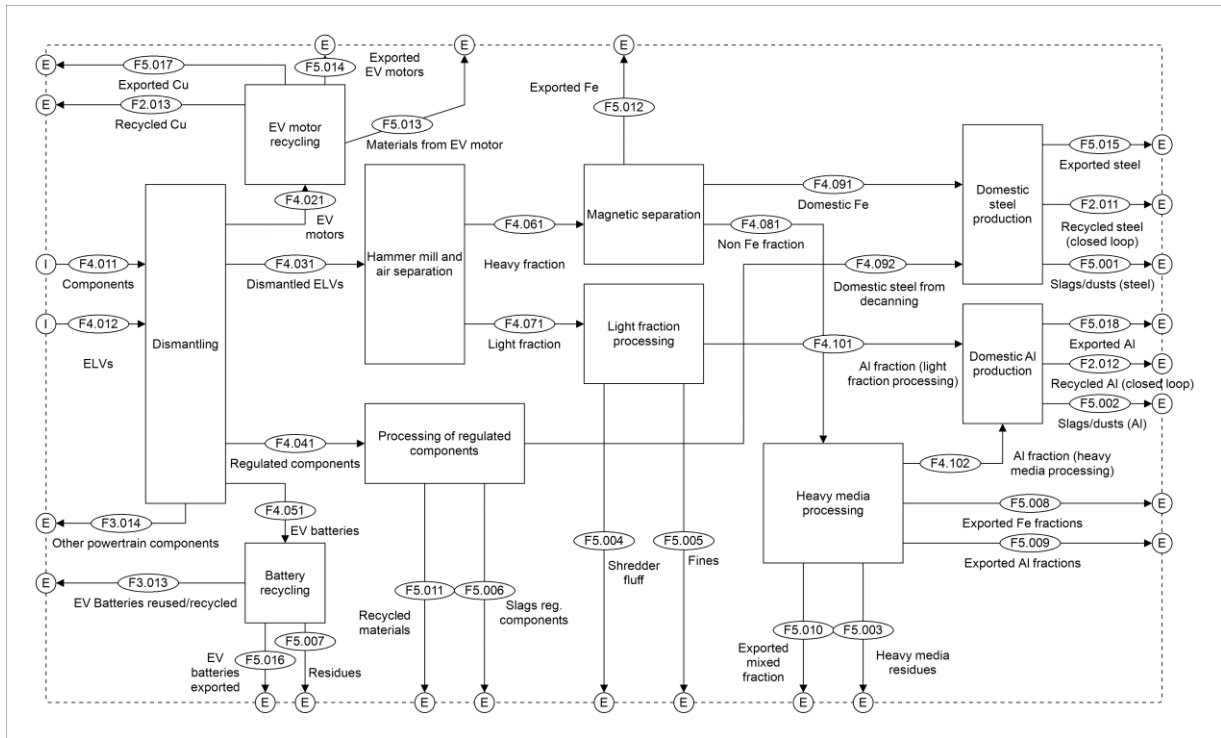 E
E
E
E
F5.017
F5.014
Exported
EV motors
Exported Cu
Exported Fe
E
F2.013
F5.012
Recycled Cu
EV motor
recycling
F5.013
Materials from EV motor
F5.015
E
Exported steel
Domestic
steel
production
F4.091
Domestic Fe
Magnetic separation
F4.021
EV
motors
F2.011
E
Recycled steel
(closed loop)
F4.061
Heavy fraction
F4.081
Non Fe fraction
I
F4.011
Components
F4.031
Dismantled ELVs
Hammer mill and
air separation
F4.092
Domestic steel from
decanning
F5.001
E
Slags/dusts (steel)
I
F4.012
ELVs
Dismantling
F4.071
Light fraction
Light fraction
processing
F4.101
Al fraction (light
fraction processing)
F5.018
E
Exported Al
Domestic Al
production
F2.012
E
Recycled Al (closed loop)
F5.002
E
Slags/dusts (Al)
F4.041
Regulated components
Processing of regulated
components
F4.102
Al fraction (heavy
media processing)
Heavy media
processing
F4.051
EV batteries
F5.008
E
Exported Fe fractions
E
F3.014
Other powertrain components
F5.004
Shredder
fluff
F5.005
Fines
F5.009
E
Exported Al fractions
E
F3.013
EV Batteries reused/recycled
Battery
recycling
F5.011
Recycled
materials
F5.006
Slags reg.
components
F5.010
Exported
mixed
fraction
F5.003
Heavy media
residues
F5.016
EV
batteries
exported
F5.007
Residues
E
E
E
E
E
E
E
E